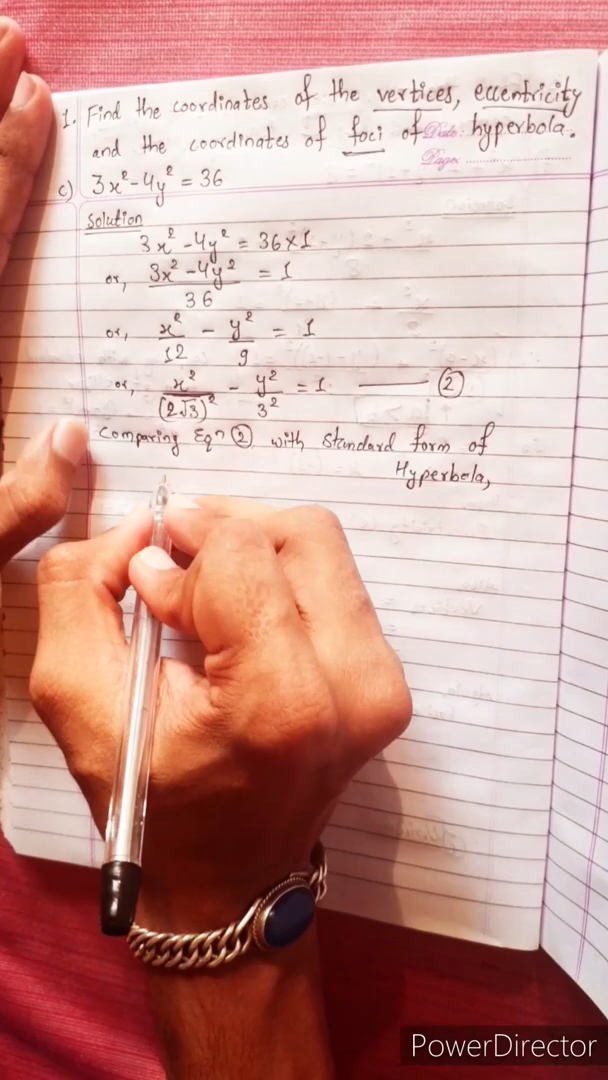 1. Find the coordinates of the vertices, eccentricity
and the coordinates of foci of Date: hyperbola.
Page:
c) 3x² - 4y² = 36
Solution
3x² - 4y² = 36 × 1
or, (3x² - 4y²)/36 = 1
or, x²/12 - y²/9 = 1
or, x²/(2√3)² - y²/3² = 1 —— ②
Comparing Eqn ② with standard form of
Hyperbola,
PowerDirector